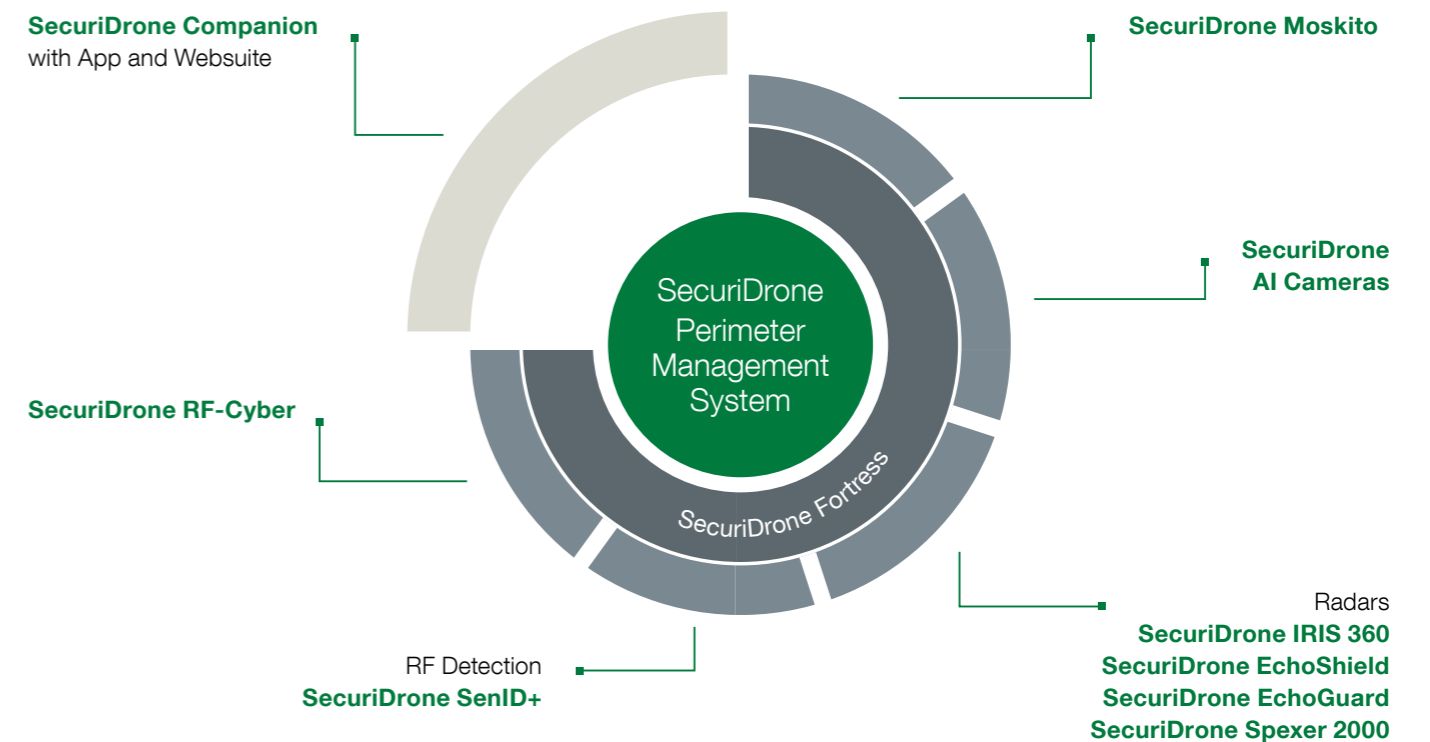 SecuriDrone Companion
with App and Websuite
SecuriDrone Moskito
SecuriDrone
AI Cameras
SecuriDrone
Perimeter
Management
System
SecuriDrone RF-Cyber
SecuriDrone Fortress
Radars
SecuriDrone IRIS 360
SecuriDrone EchoShield
SecuriDrone EchoGuard
SecuriDrone Spexer 2000
RF Detection
SecuriDrone SenID+